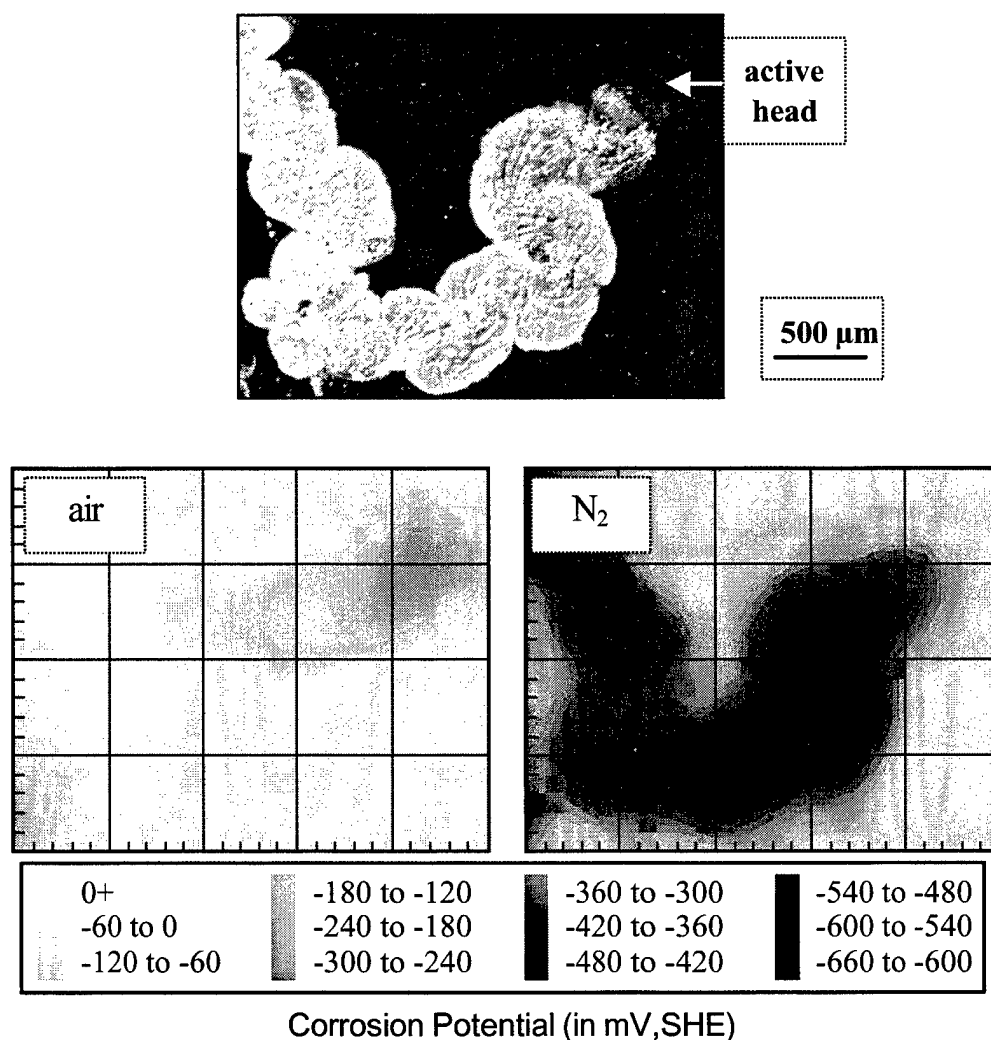 active
head
500 μm
air
N₂
0+
-60 to 0
-120 to -60
-180 to -120
-240 to -180
-300 to -240
-360 to -300
-420 to -360
-480 to -420
-540 to -480
-600 to -540
-660 to -600
Corrosion Potential (in mV,SHE)